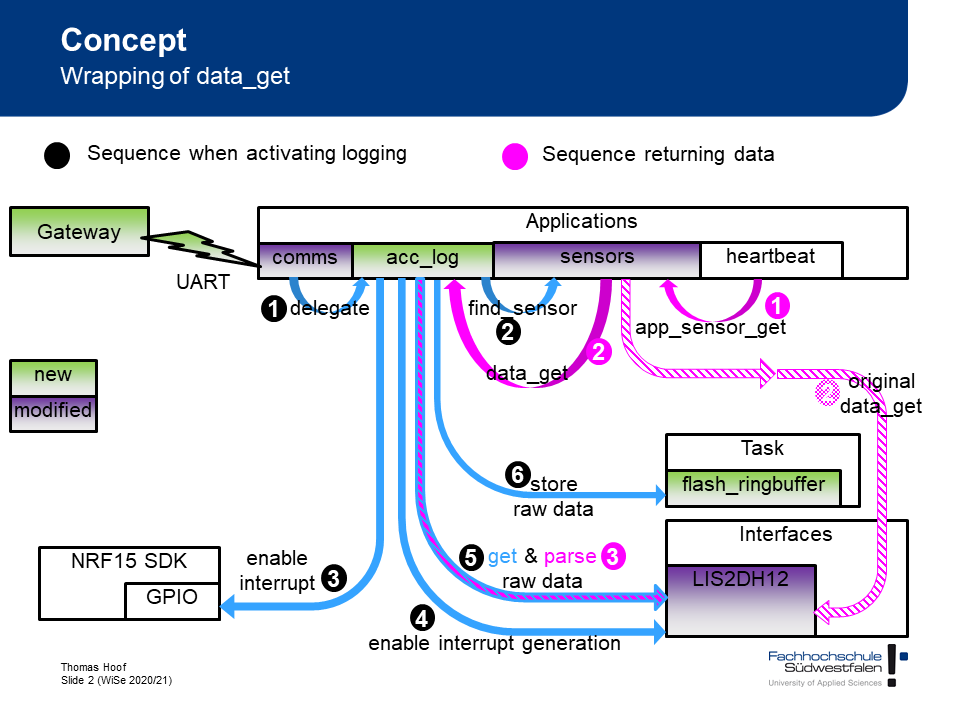 Concept
Wrapping of data_get
Sequence when activating logging
Sequence returning data
Applications
Gateway
UART
comms
acc_log
sensors
heartbeat
1
delegate
find_sensor
2
1
app_sensor_get
2
data_get
new
modified
2
original
data_get
Task
flash_ringbuffer
6
store
raw data
Interfaces
LIS2DH12
NRF15 SDK
GPIO
enable
interrupt
3
5
get & parse
3
raw data
4
enable interrupt generation
Thomas Hoof
Slide 2 (WiSe 2020/21)
Fachhochschule
Südwestfalen
University of Applied Sciences